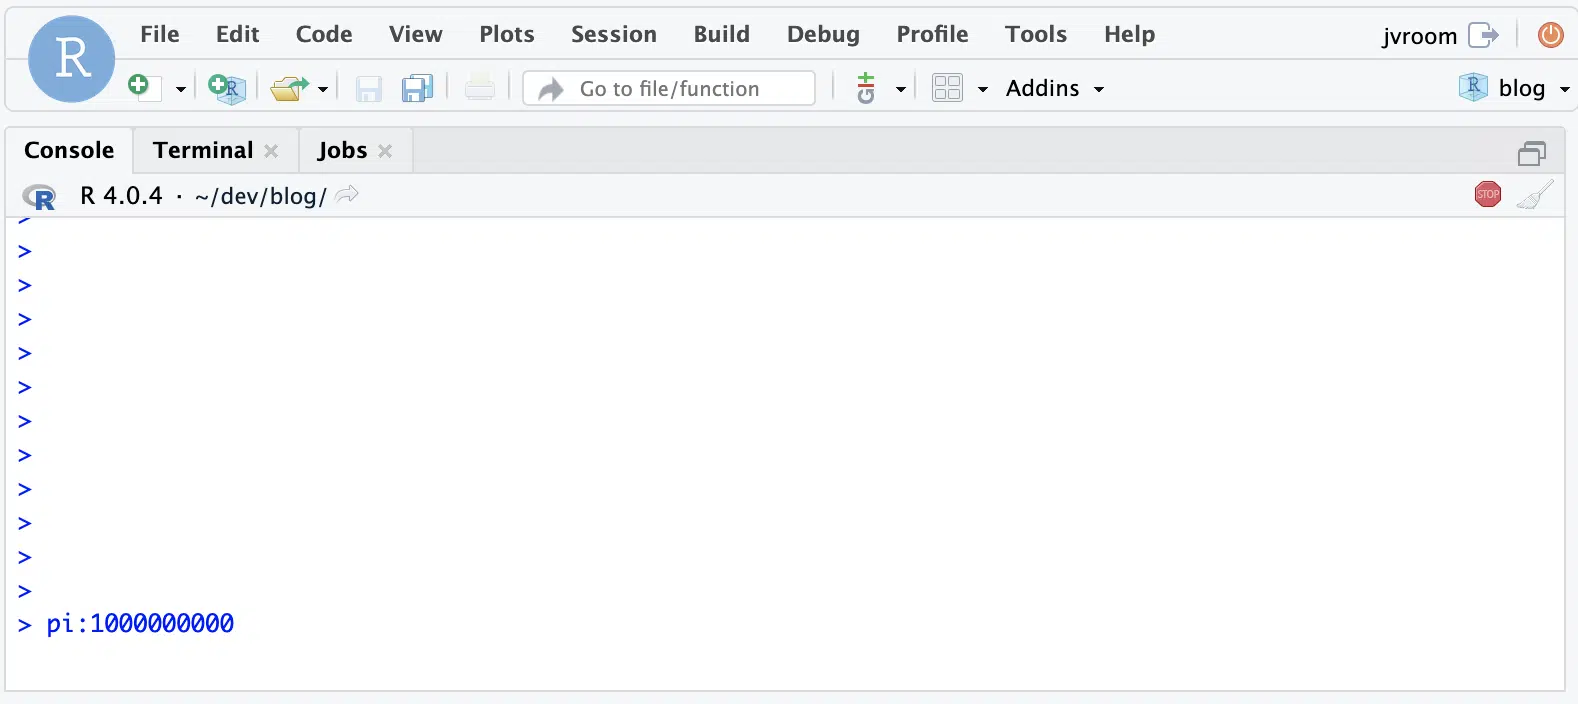 R File Edit Code View Plots Session Build Debug Profile Tools Help jvroom
R Go to file/function Git Addins R blog
Console Terminal Jobs
R R 4.0.4 · ~/dev/blog/ STOP
>
>
>
>
>
>
>
>
>
>
>
>
> pi:1000000000